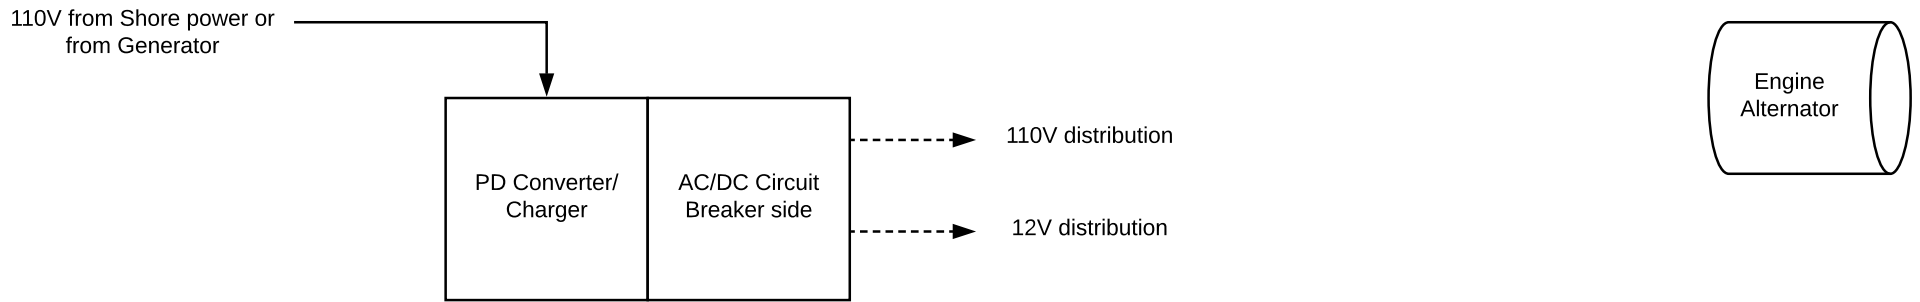 110V from Shore power or
from Generator
Engine
Alternator
110V distribution
PD Converter/
Charger
AC/DC Circuit
Breaker side
12V distribution